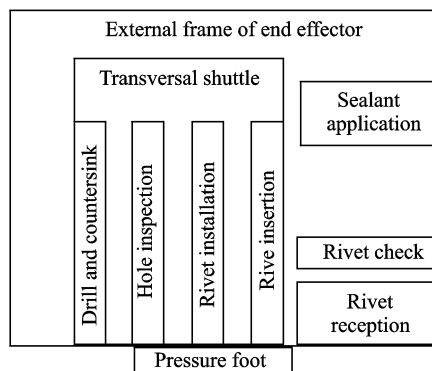 External frame of end effector
Transversal shuttle
Sealant
application
Drill and countersink
Hole inspection
Rivet installation
Rive insertion
Rivet check
Rivet
reception
Pressure foot